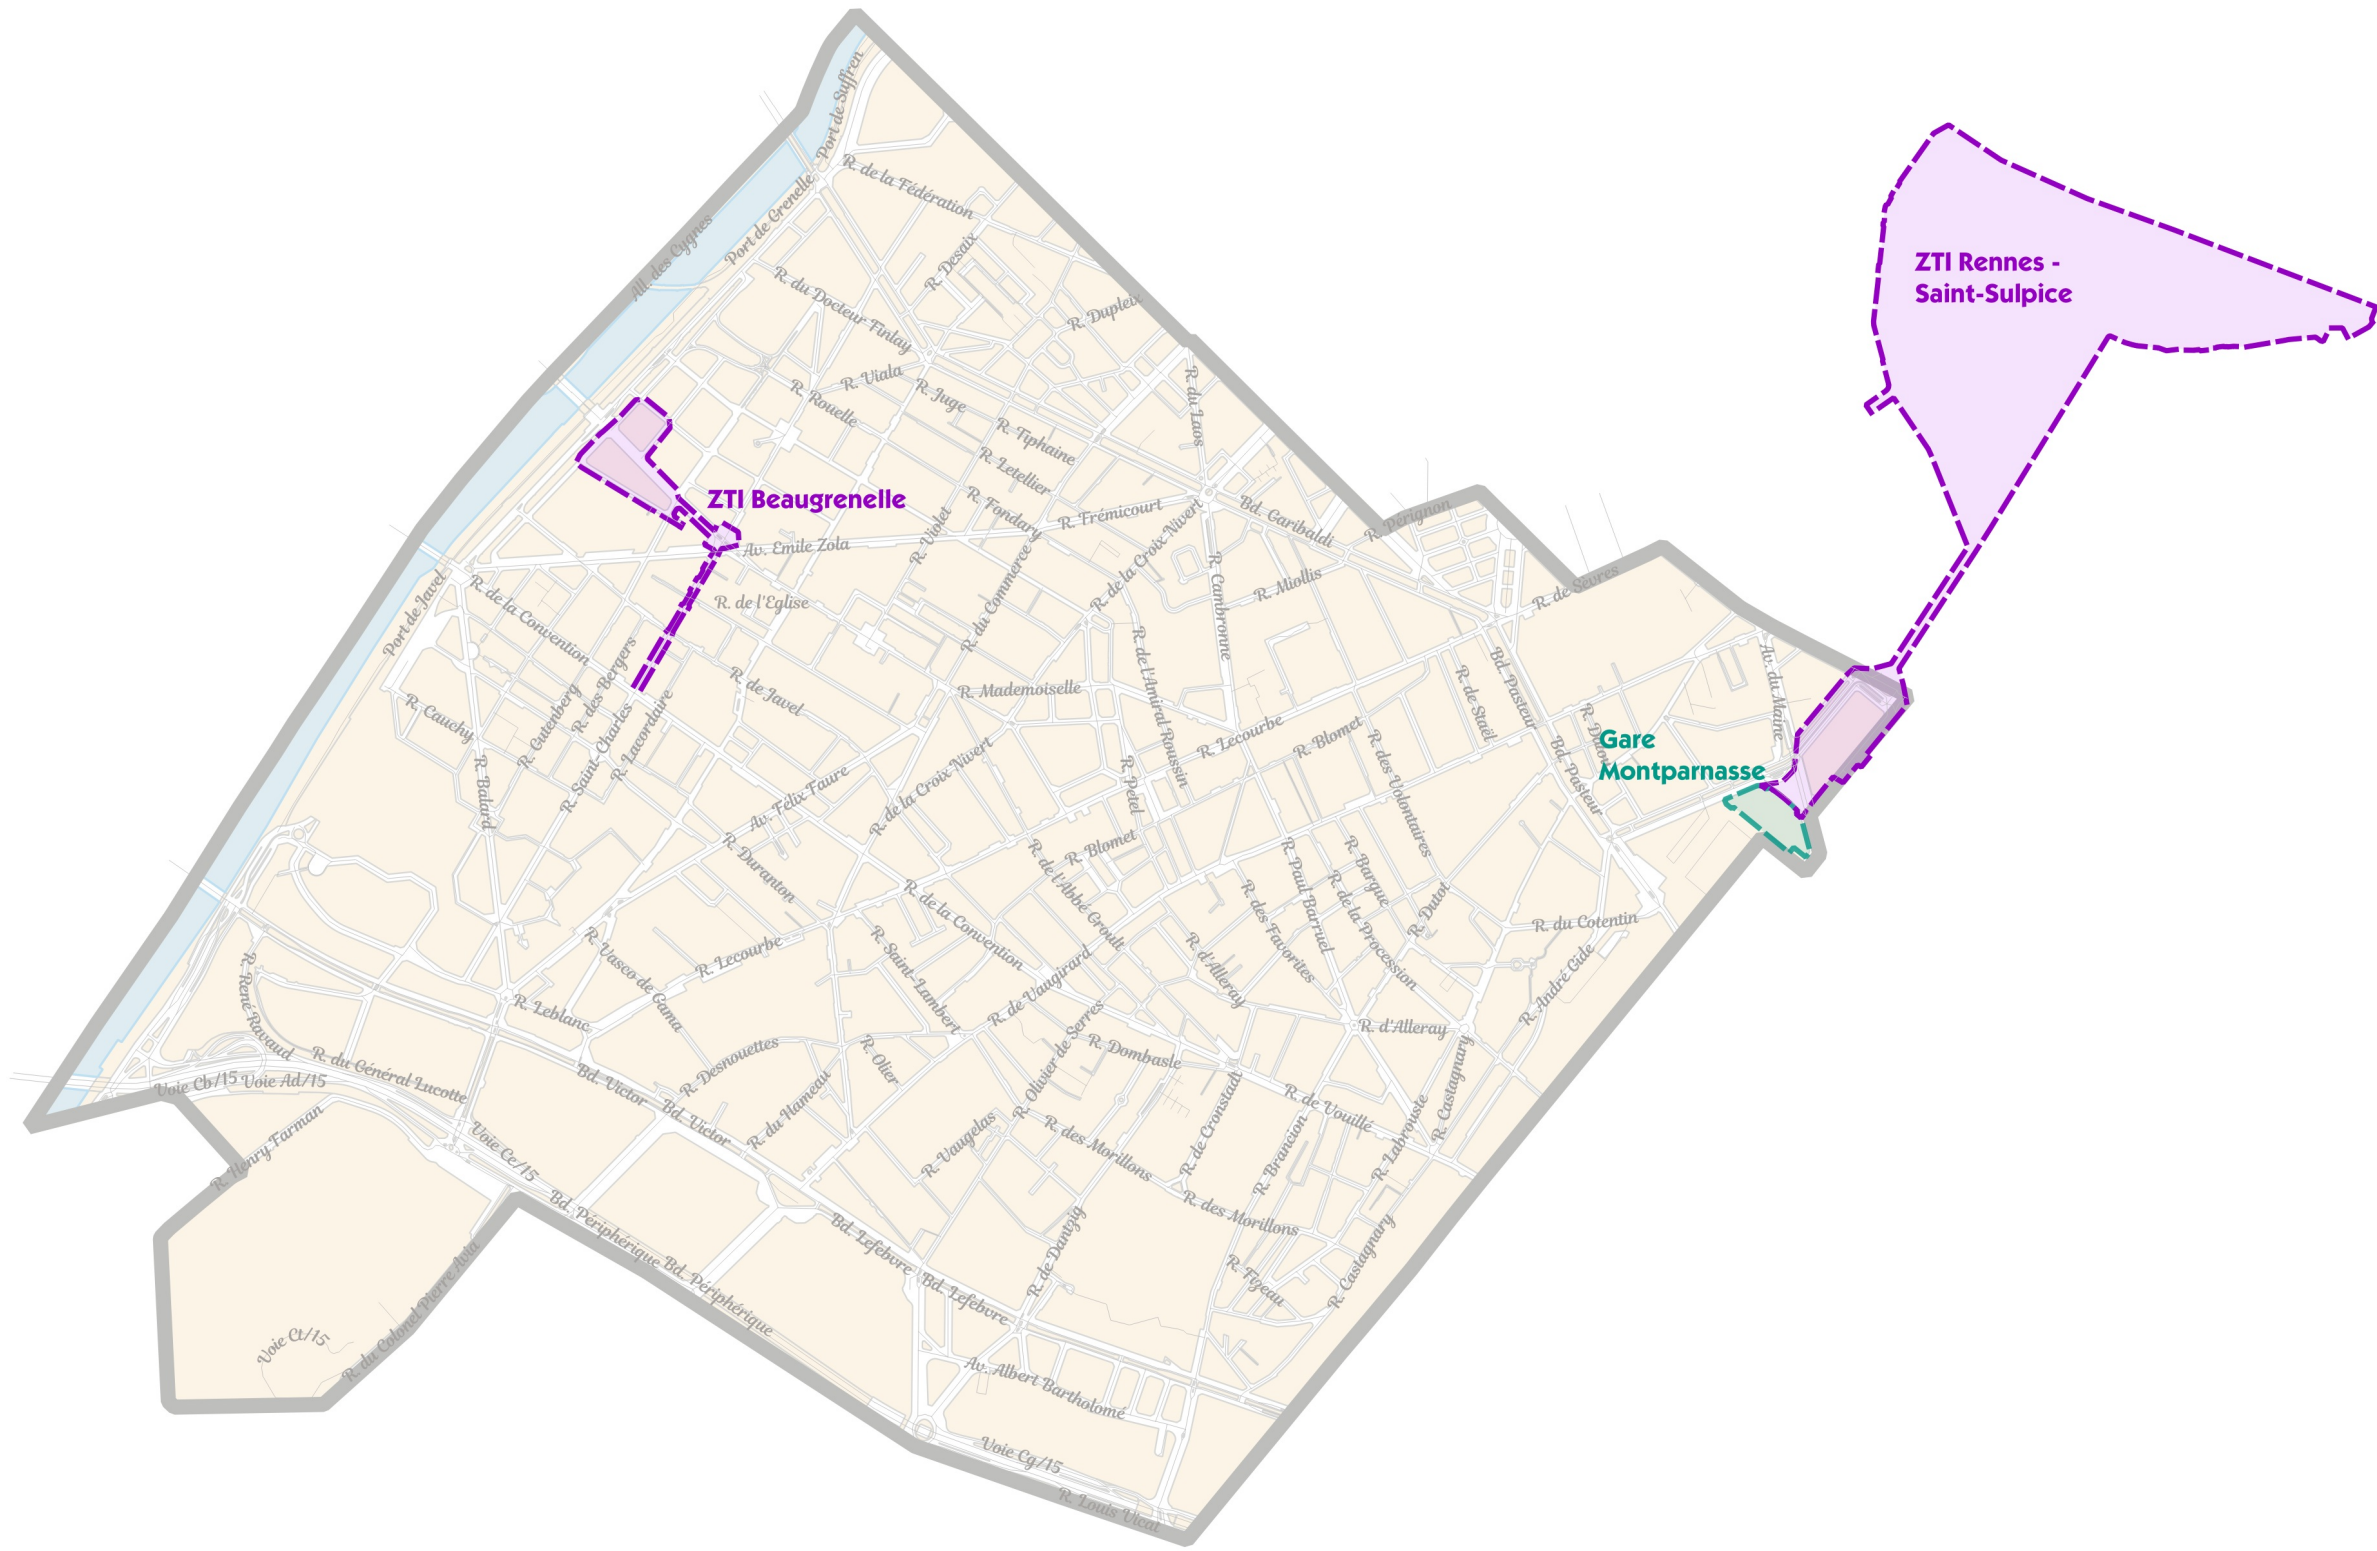 Port de Suffren
R. de la Fédération
Port de Grenelle
All. des Cygnes
R. Desaix
R. du Docteur Finlay
R. Dupleix
ZTI Rennes -
Saint-Sulpice
R. Viala
R. Rouelle
R. Juge
R. du Laos
R. Tiphaine
R. Letellier
ZTI Beaugrenelle
R. Fondary
R. Frémicourt
Bd. Garibaldi
R. Pérignon
R. Violet
Av. Emile Zola
R. de la Croix Nivert
R. du Commerce
R. Cambronne
R. Miollis
R. de Sèvres
Port de Javel
R. de la Convention
R. de l'Eglise
R. de l'Amiral Roussin
R. des Bergers
R. de Javel
R. Mademoiselle
R. de Staël
Bd. Pasteur
Av. du Maine
R. Cauchy
R. Gutenberg
R. Saint-Charles
R. Lacordaire
R. Lecourbe
R. Blomet
R. des Volontaires
Bd. Pasteur
Gare
Montparnasse
R. Balard
Av. Félix Faure
R. de la Croix Nivert
R. Petel
R. Duranton
R. Blomet
R. de l'Abbé Groult
R. Paul Barruel
R. Bargue
R. de la Procession
R. Dutot
R. des Favorites
R. de la Convention
R. du Cotentin
R. Vasco de Gama
R. Lecourbe
R. Saint-Lambert
R. de Vaugirard
R. d'Alleray
R. André Gide
R. René Ravaud
R. Leblanc
R. d'Alleray
R. Olivier de Serres
R. Dombasle
R. Desnouettes
R. Olier
R. du Général Lucotte
Voie Cb/15
Voie Ad/15
Bd. Victor
Bd. Victor
R. du Hameau
R. de Cronstadt
R. de Vouillé
R. Castagnary
R. Labrouste
R. Henry Farman
Voie Ce/15
R. Vaugelas
R. des Morillons
R. Brancion
R. des Morillons
Bd. Périphérique
Bd. Périphérique
Bd. Lefebvre
Bd. Lefebvre
R. de Dantzig
R. Fizeau
R. Castagnary
R. du Colonel Pierre Avia
Voie Ct/15
Av. Albert Bartholomé
Voie Cg/15
R. Louis Vicat